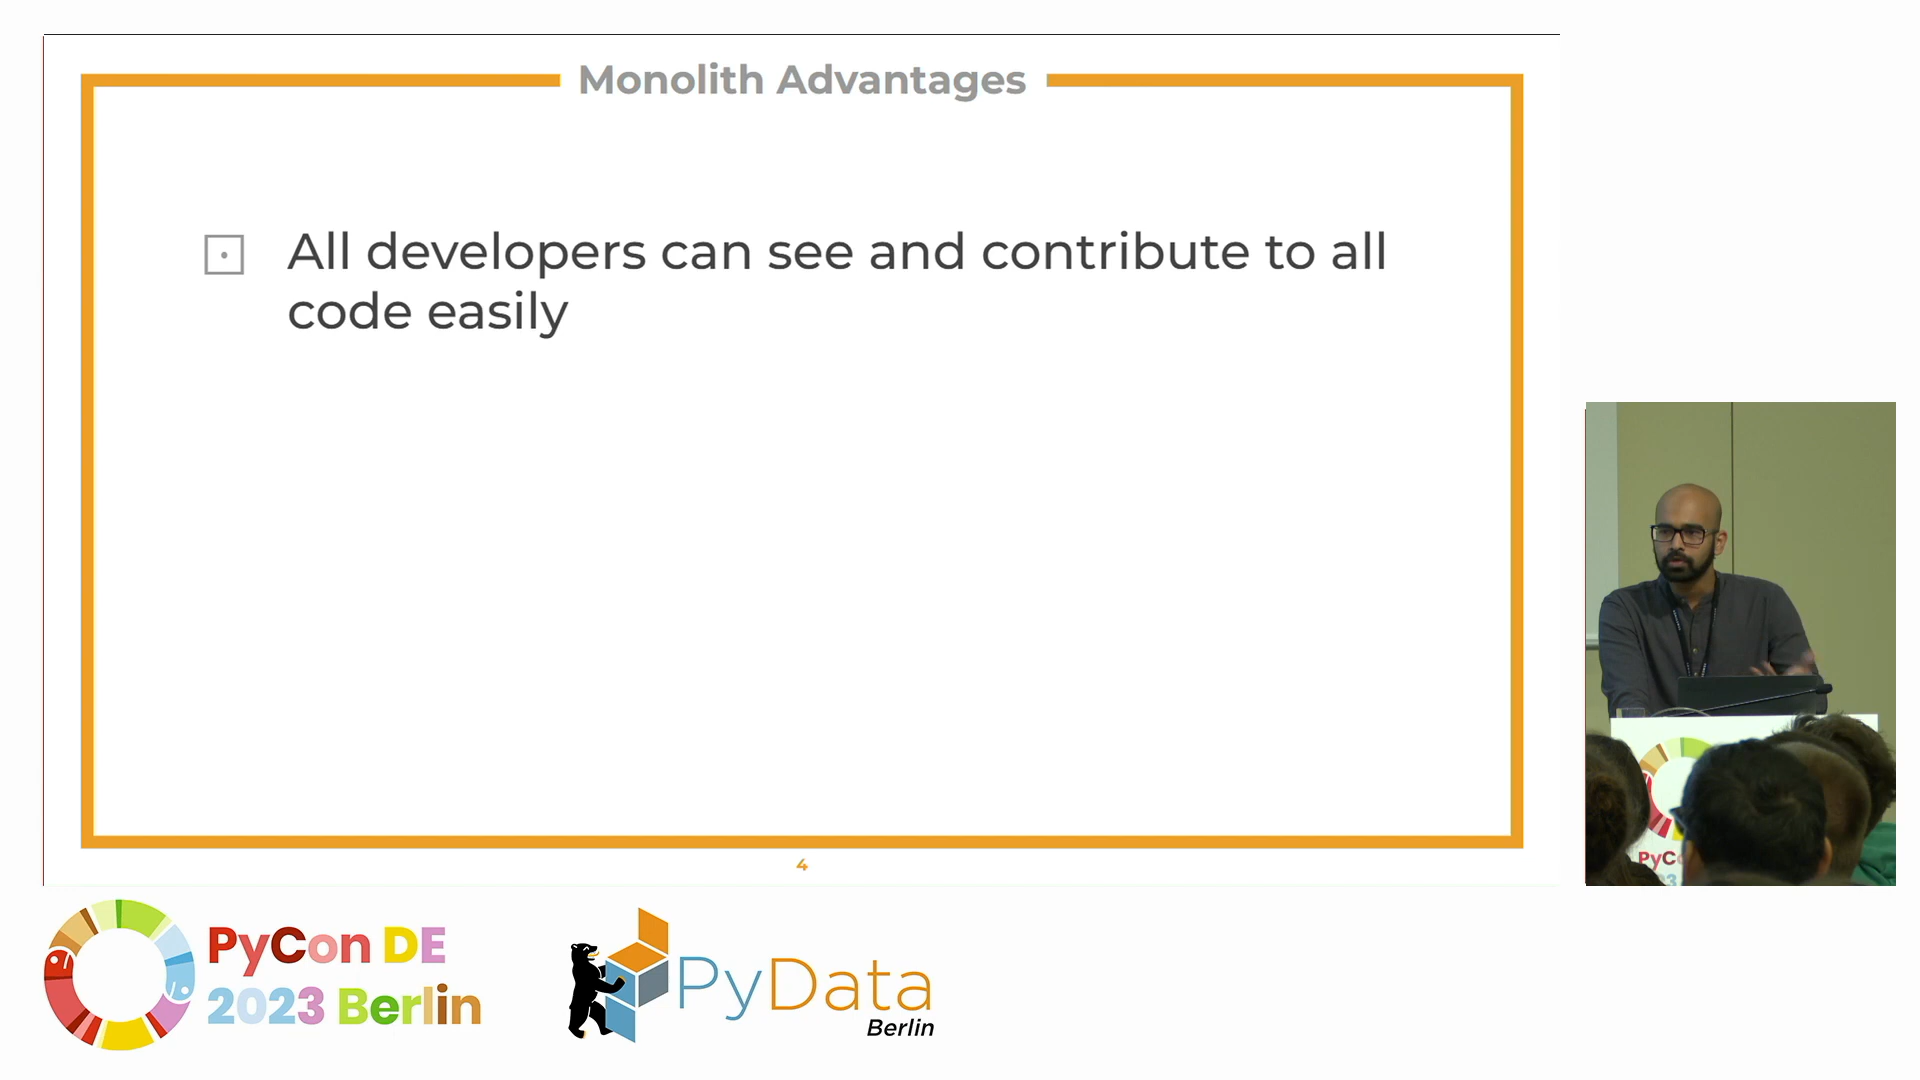 Monolith Advantages
All developers can see and contribute to all
code easily
4
PyCon DE
2023 Berlin
PyData
Berlin